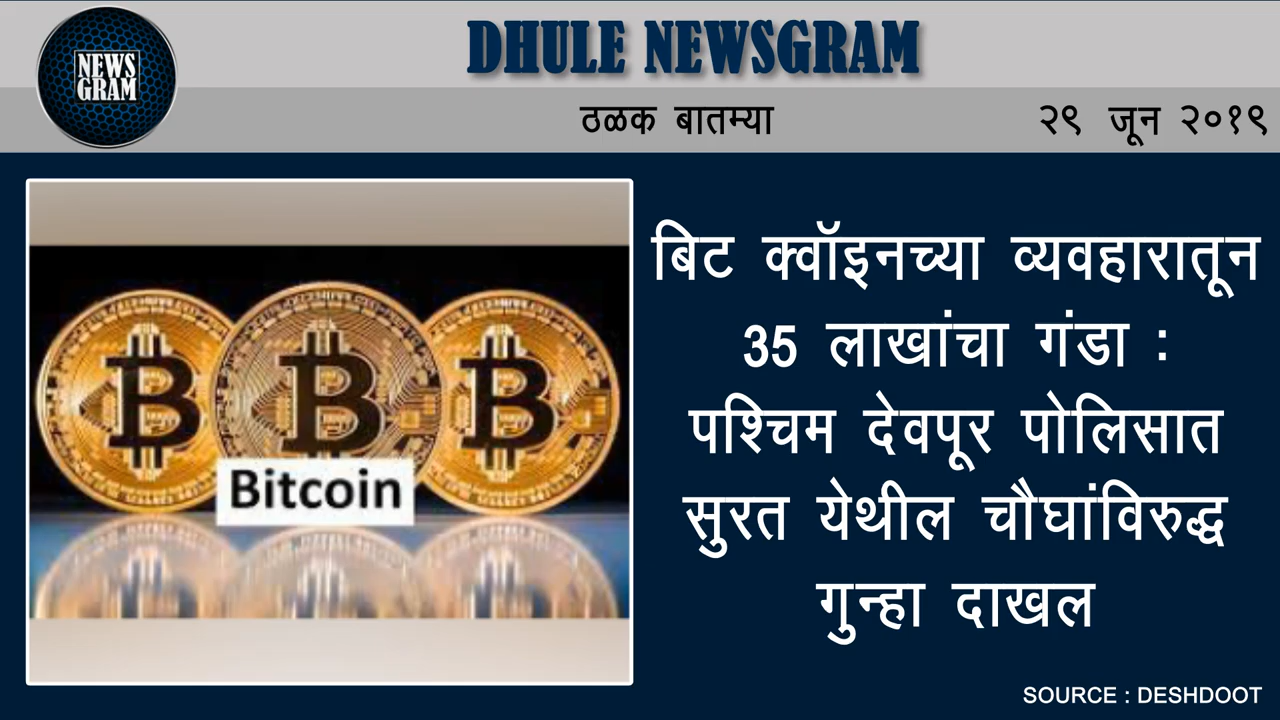 NEWS
GRAM
DHULE NEWSGRAM
ठळक बातम्या
२९ जून २०१९
Bitcoin
बिट क्वॉइनच्या व्यवहारातून
35 लाखांचा गंडा :
पश्चिम देवपूर पोलिसात
सुरत येथील चौघांविरुद्ध
गुन्हा दाखल
SOURCE : DESHDOOT